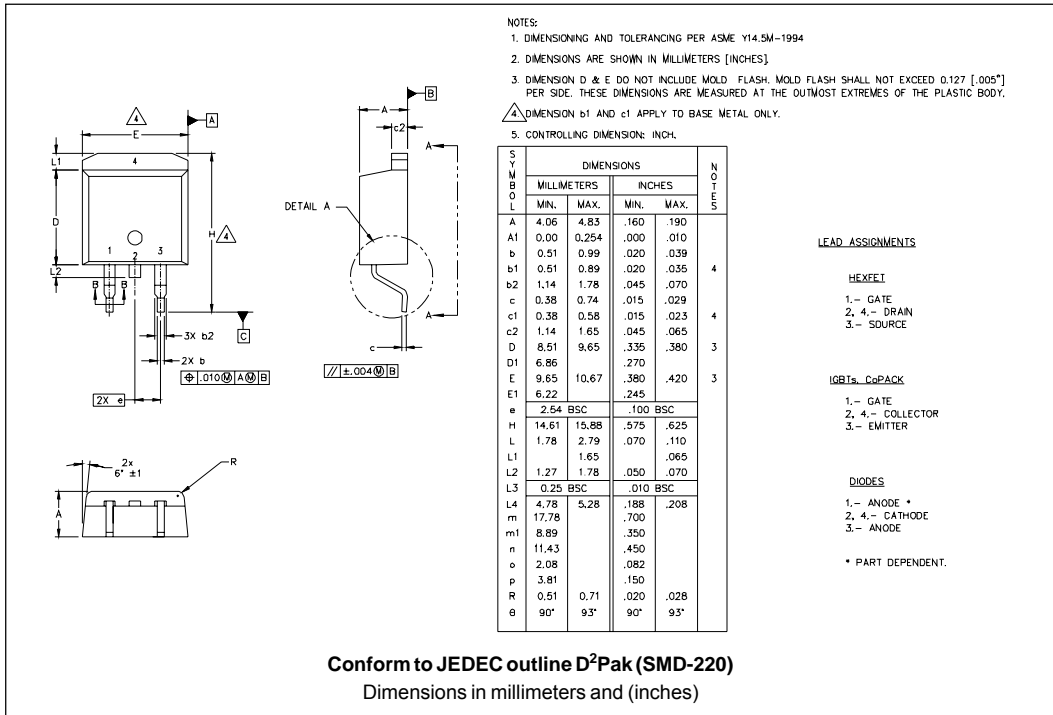 NOTES:
1. DIMENSIONING AND TOLERANCING PER ASME Y14.5M-1994
2. DIMENSIONS ARE SHOWN IN MILLIMETERS [INCHES].
3. DIMENSION D & E DO NOT INCLUDE MOLD FLASH. MOLD FLASH SHALL NOT EXCEED 0.127 [.005"]
PER SIDE. THESE DIMENSIONS ARE MEASURED AT THE OUTMOST EXTREMES OF THE PLASTIC BODY.
4. DIMENSION b1 AND c1 APPLY TO BASE METAL ONLY.
5. CONTROLLING DIMENSION: INCH.
4
E
A
L1
4
D
H 4
1 2 3
L2
B B
3X b2
C
2X b
⌖ .010 Ⓜ A Ⓜ B
2X e
A
B
c2
A
DETAIL A
A
c
// ±.004 Ⓜ B
2x
6° ±1
R
A
SYMBOL DIMENSIONS NOTES
MILLIMETERS INCHES
MIN. MAX. MIN. MAX.
A 4.06 4.83 .160 .190
A1 0.00 0.254 .000 .010
b 0.51 0.99 .020 .039
b1 0.51 0.89 .020 .035 4
b2 1.14 1.78 .045 .070
c 0.38 0.74 .015 .029
c1 0.38 0.58 .015 .023 4
c2 1.14 1.65 .045 .065
D 8.51 9.65 .335 .380 3
D1 6.86 .270
E 9.65 10.67 .380 .420 3
E1 6.22 .245
e 2.54 BSC .100 BSC
H 14.61 15.88 .575 .625
L 1.78 2.79 .070 .110
L1 1.65 .065
L2 1.27 1.78 .050 .070
L3 0.25 BSC .010 BSC
L4 4.78 5.28 .188 .208
m 17.78 .700
m1 8.89 .350
n 11.43 .450
o 2.08 .082
p 3.81 .150
R 0.51 0.71 .020 .028
θ 90° 93° 90° 93°
LEAD ASSIGNMENTS
HEXFET
1.- GATE
2, 4.- DRAIN
3.- SOURCE
IGBTs, CoPACK
1.- GATE
2, 4.- COLLECTOR
3.- EMITTER
DIODES
1.- ANODE *
2, 4.- CATHODE
3.- ANODE
* PART DEPENDENT.
Conform to JEDEC outline D²Pak (SMD-220)
Dimensions in millimeters and (inches)